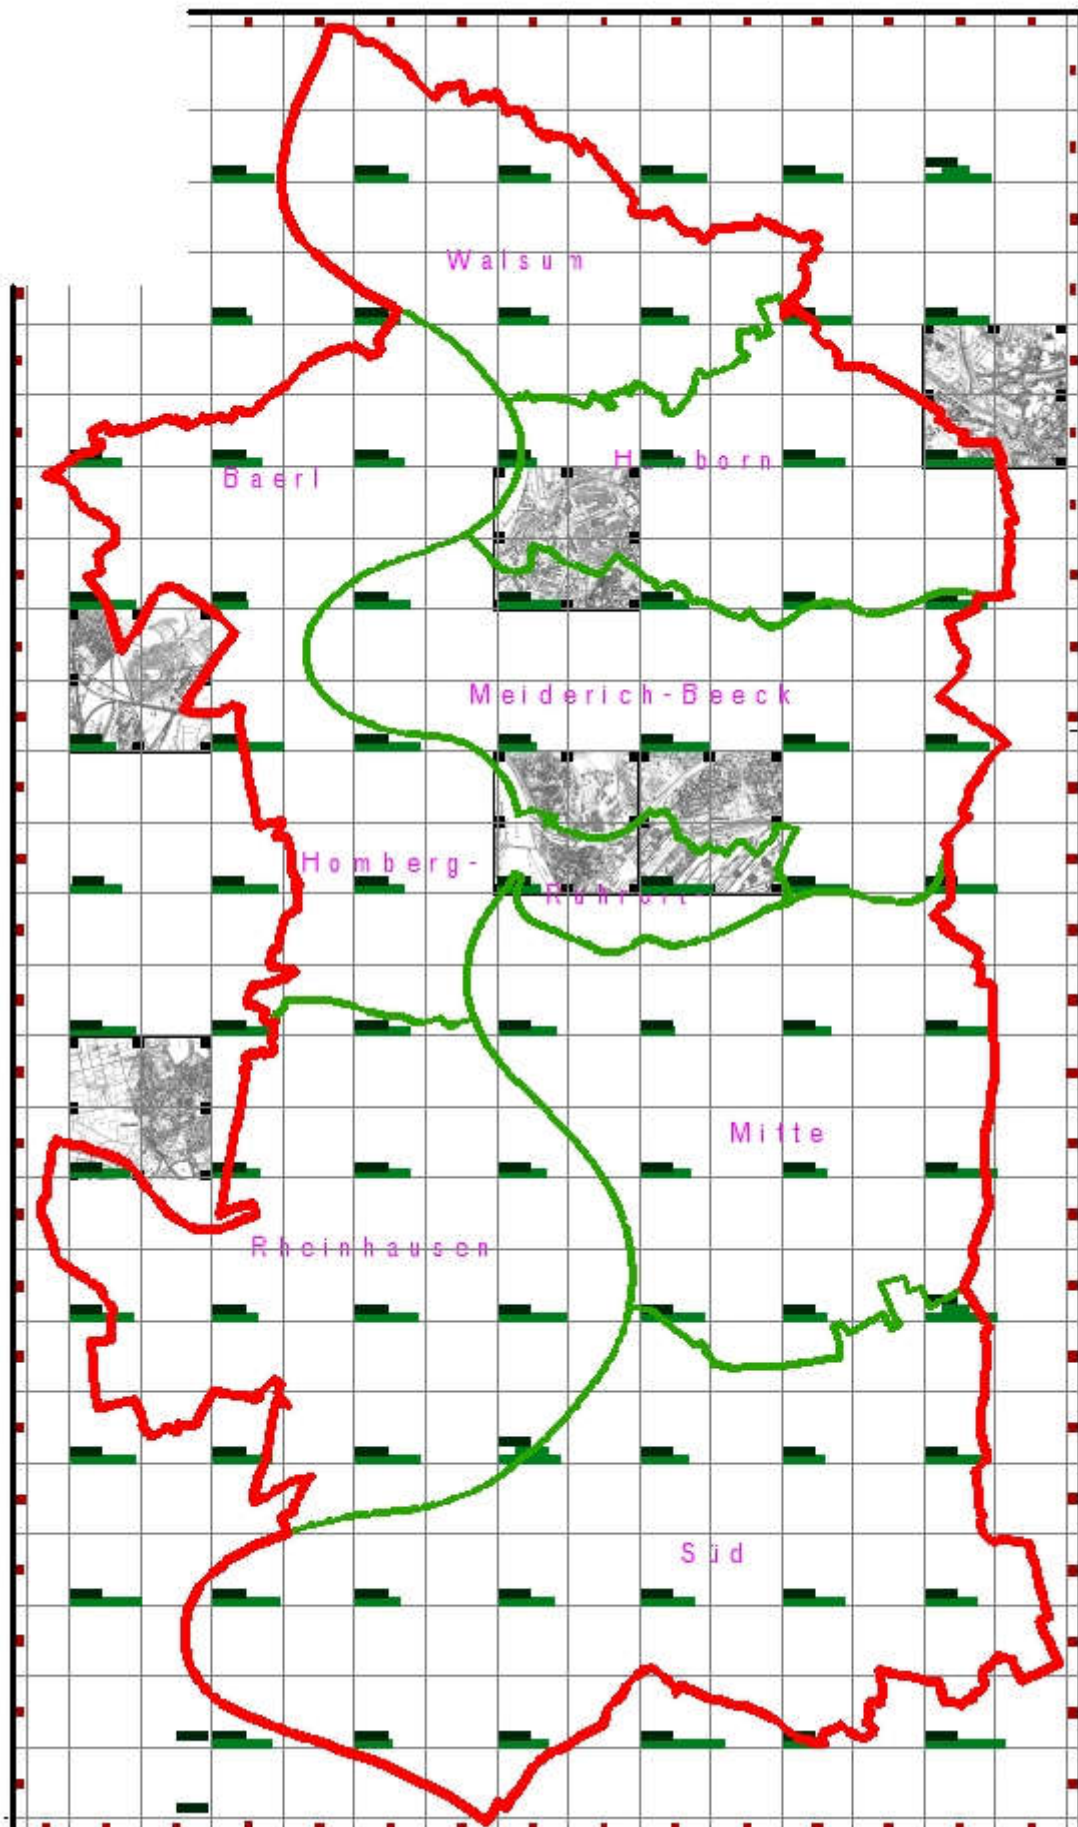 Walsum
Hamborn
Baerl
Meiderich-Beeck
Homberg-
Ruhrort-
Mitte
Rheinhausen
Süd